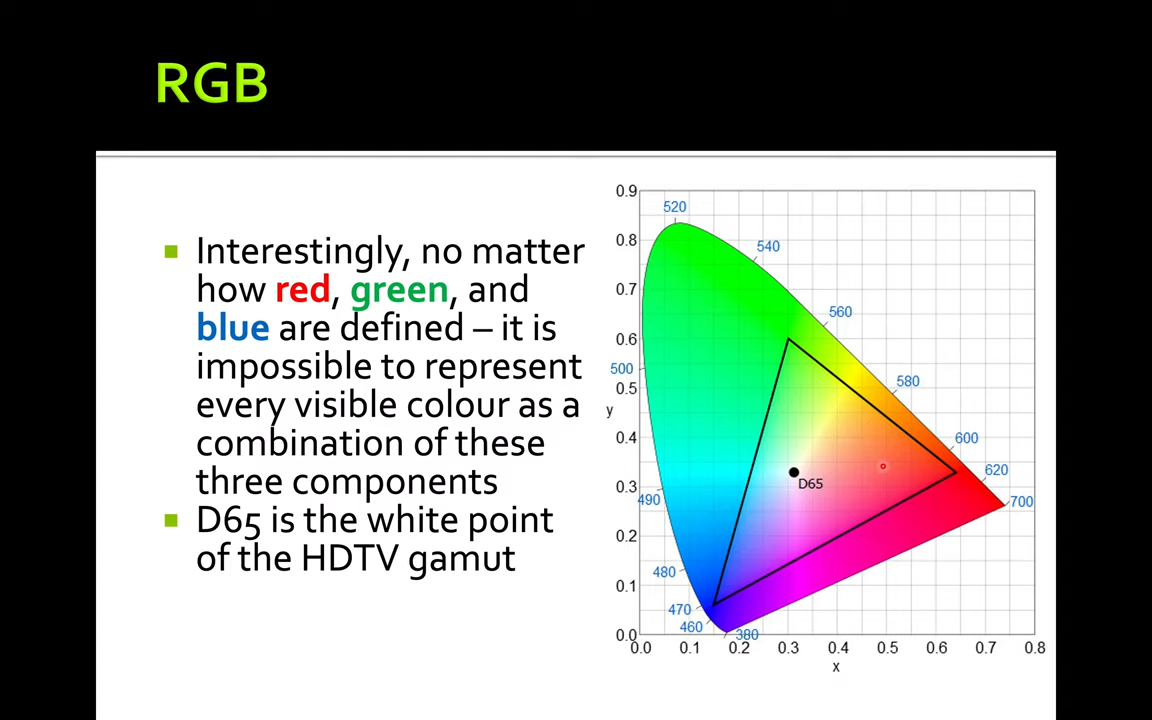 RGB
Interestingly, no matter
how red, green, and
blue are defined – it is
impossible to represent
every visible colour as a
combination of these
three components
D65 is the white point
of the HDTV gamut
0.9
520
0.8
540
0.7
560
0.6
500
580
0.5
y
0.4
600
620
0.3
D65
490
700
0.2
480
0.1
470
460
380
0.0
0.0 0.1 0.2 0.3 0.4 0.5 0.6 0.7 0.8
x